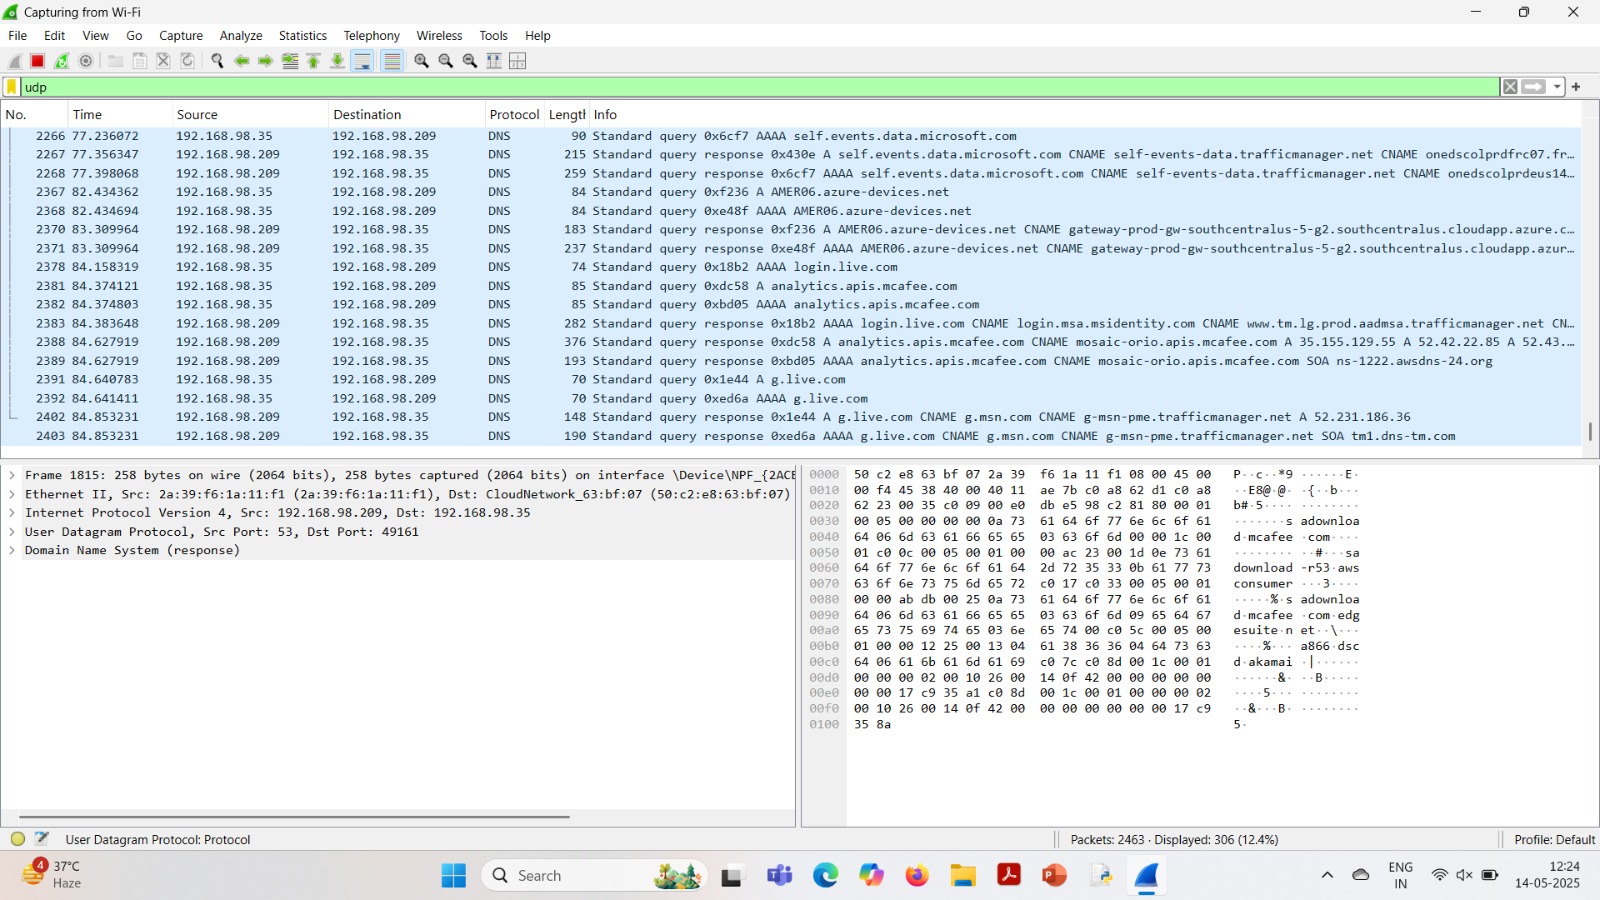 Capturing from Wi-Fi
File Edit View Go Capture Analyze Statistics Telephony Wireless Tools Help
udp
No. Time Source Destination Protocol Length Info
2266 77.236072 192.168.98.35 192.168.98.209 DNS 90 Standard query 0x6cf7 AAAA self.events.data.microsoft.com
2267 77.356347 192.168.98.209 192.168.98.35 DNS 215 Standard query response 0x430e A self.events.data.microsoft.com CNAME self-events-data.trafficmanager.net CNAME onedscolprdfrc07.fr…
2268 77.398068 192.168.98.209 192.168.98.35 DNS 259 Standard query response 0x6cf7 AAAA self.events.data.microsoft.com CNAME self-events-data.trafficmanager.net CNAME onedscolprdeus14…
2367 82.434362 192.168.98.35 192.168.98.209 DNS 84 Standard query 0xf236 A AMER06.azure-devices.net
2368 82.434694 192.168.98.35 192.168.98.209 DNS 84 Standard query 0xe48f AAAA AMER06.azure-devices.net
2370 83.309964 192.168.98.209 192.168.98.35 DNS 183 Standard query response 0xf236 A AMER06.azure-devices.net CNAME gateway-prod-gw-southcentralus-5-g2.southcentralus.cloudapp.azure.c…
2371 83.309964 192.168.98.209 192.168.98.35 DNS 237 Standard query response 0xe48f AAAA AMER06.azure-devices.net CNAME gateway-prod-gw-southcentralus-5-g2.southcentralus.cloudapp.azur…
2378 84.158319 192.168.98.35 192.168.98.209 DNS 74 Standard query 0x18b2 AAAA login.live.com
2381 84.374121 192.168.98.35 192.168.98.209 DNS 85 Standard query 0xdc58 A analytics.apis.mcafee.com
2382 84.374803 192.168.98.35 192.168.98.209 DNS 85 Standard query 0xbd05 AAAA analytics.apis.mcafee.com
2383 84.383648 192.168.98.209 192.168.98.35 DNS 282 Standard query response 0x18b2 AAAA login.live.com CNAME login.msa.msidentity.com CNAME www.tm.lg.prod.aadmsa.trafficmanager.net CN…
2388 84.627919 192.168.98.209 192.168.98.35 DNS 376 Standard query response 0xdc58 A analytics.apis.mcafee.com CNAME mosaic-orio.apis.mcafee.com A 35.155.129.55 A 52.42.22.85 A 52.43.…
2389 84.627919 192.168.98.209 192.168.98.35 DNS 193 Standard query response 0xbd05 AAAA analytics.apis.mcafee.com CNAME mosaic-orio.apis.mcafee.com SOA ns-1222.awsdns-24.org
2391 84.640783 192.168.98.35 192.168.98.209 DNS 70 Standard query 0x1e44 A g.live.com
2392 84.641411 192.168.98.35 192.168.98.209 DNS 70 Standard query 0xed6a AAAA g.live.com
2402 84.853231 192.168.98.209 192.168.98.35 DNS 148 Standard query response 0x1e44 A g.live.com CNAME g.msn.com CNAME g-msn-pme.trafficmanager.net A 52.231.186.36
2403 84.853231 192.168.98.209 192.168.98.35 DNS 190 Standard query response 0xed6a AAAA g.live.com CNAME g.msn.com CNAME g-msn-pme.trafficmanager.net SOA tm1.dns-tm.com
Frame 1815: 258 bytes on wire (2064 bits), 258 bytes captured (2064 bits) on interface \Device\NPF_{2ACE
Ethernet II, Src: 2a:39:f6:1a:11:f1 (2a:39:f6:1a:11:f1), Dst: CloudNetwork_63:bf:07 (50:c2:e8:63:bf:07)
Internet Protocol Version 4, Src: 192.168.98.209, Dst: 192.168.98.35
User Datagram Protocol, Src Port: 53, Dst Port: 49161
Domain Name System (response)
0000 50 c2 e8 63 bf 07 2a 39 f6 1a 11 f1 08 00 45 00 P··c··*9 ······E·
0010 00 f4 45 38 40 00 40 11 ae 7b c0 a8 62 d1 c0 a8 ··E8@·@· ·{··b···
0020 62 23 00 35 c0 09 00 e0 db e5 98 c2 81 80 00 01 b#·5···· ········
0030 00 05 00 00 00 00 0a 73 61 64 6f 77 6e 6c 6f 61 ·······s adownloa
0040 64 06 6d 63 61 66 65 65 03 63 6f 6d 00 00 1c 00 d·mcafee ·com····
0050 01 c0 0c 00 05 00 01 00 00 ac 23 00 1d 0e 73 61 ········ ··#···sa
0060 64 6f 77 6e 6c 6f 61 64 2d 72 35 33 0b 61 77 73 download -r53·aws
0070 63 6f 6e 73 75 6d 65 72 c0 17 c0 33 00 05 00 01 consumer ···3····
0080 00 00 ab db 00 25 0a 73 61 64 6f 77 6e 6c 6f 61 ·····%·s adownloa
0090 64 06 6d 63 61 66 65 65 03 63 6f 6d 09 65 64 67 d·mcafee ·com·edg
00a0 65 73 75 69 74 65 03 6e 65 74 00 c0 5c 00 05 00 esuite·n et··\···
00b0 01 00 00 12 25 00 13 04 61 38 36 36 04 64 73 63 ····%··· a866·dsc
00c0 64 06 61 6b 61 6d 61 69 c0 7c c0 8d 00 1c 00 01 d·akamai ·|······
00d0 00 00 00 02 00 10 26 00 14 0f 42 00 00 00 00 00 ······&· ··B·····
00e0 00 00 17 c9 35 a1 c0 8d 00 1c 00 01 00 00 00 02 ····5··· ········
00f0 00 10 26 00 14 0f 42 00 00 00 00 00 00 00 17 c9 ··&···B· ········
0100 35 8a 5·
User Datagram Protocol: Protocol
Packets: 2463 · Displayed: 306 (12.4%)
Profile: Default
4
37°C
Haze
Search
ENG
IN
12:24
14-05-2025